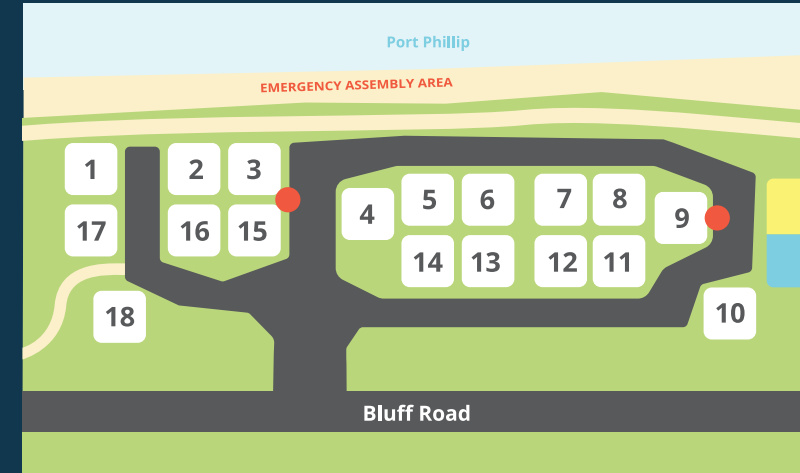 Port Phillip
EMERGENCY ASSEMBLY AREA
1 2 3
4 5 6 7 8 9
17 16 15
14 13 12 11
18 10
Bluff Road